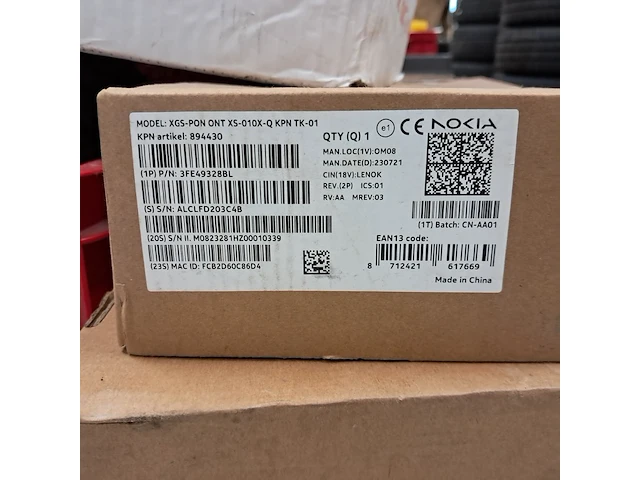 MODEL: XGS-PON ONT XS-010X-Q KPN TK-01
KPN artikel: 894430
(1P) P/N: 3FE49328BL
(S) S/N: ALCLFD203C4B
(20S) S/N II. M0823281HZ00010339
(23S) MAC ID: FCB2D60C86D4
QTY (Q) 1
e1
CE NOKIA
MAN.LOC(1V):OM08
MAN.DATE(D):230721
CIN(18V):LENOK
REV.(2P) ICS:01
RV:AA MREV:03
(1T) Batch: CN-AA01
EAN13 code:
8 712421 617669
Made in China